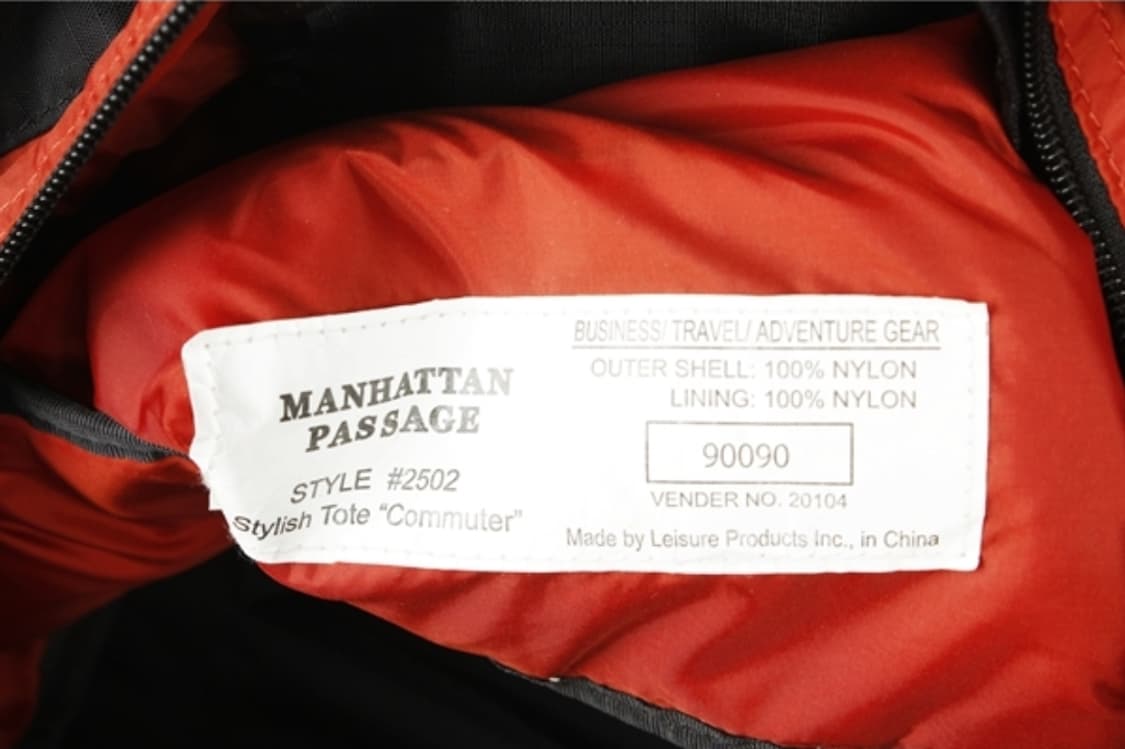 MANHATTAN
PASSAGE
STYLE #2502
Stylish Tote “Commuter”
BUSINESS/ TRAVEL/ ADVENTURE GEAR
OUTER SHELL: 100% NYLON
LINING: 100% NYLON
90090
VENDER NO. 20104
Made by Leisure Products Inc., in China